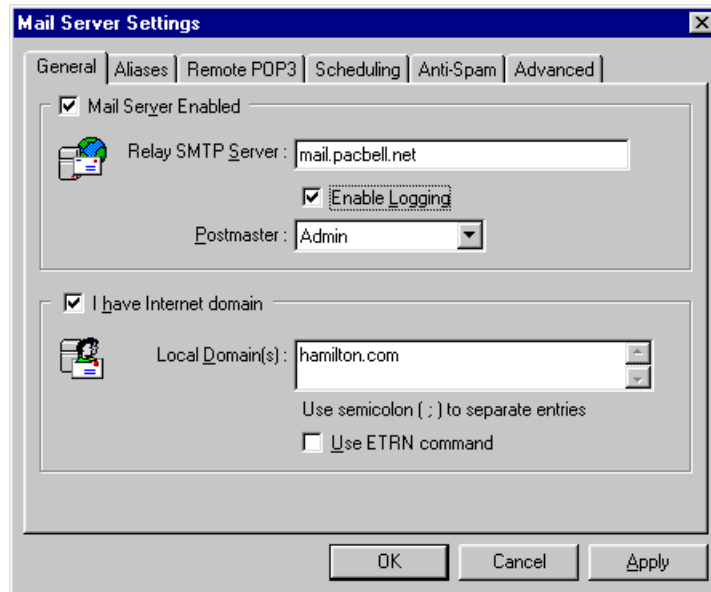 Mail Server Settings
General Aliases Remote POP3 Scheduling Anti-Spam Advanced
Mail Server Enabled
Relay SMTP Server : mail.pacbell.net
Enable Logging
Postmaster : Admin
I have Internet domain
Local Domain(s) : hamilton.com
Use semicolon ( ; ) to separate entries
Use ETRN command
OK Cancel Apply